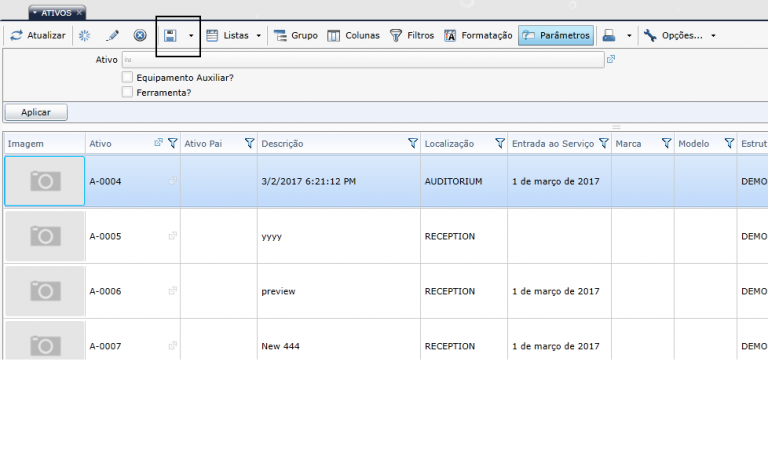 * ATIVOS ×
Atualizar Listas Grupo Colunas Filtros Formatação Parâmetros Opções...
Ativo
Equipamento Auxiliar?
Ferramenta?
Aplicar
Imagem Ativo Ativo Pai Descrição Localização Entrada ao Serviço Marca Modelo Estrut
A-0004 3/2/2017 6:21:12 PM AUDITORIUM 1 de março de 2017 DEMO
A-0005 yyyy RECEPTION DEMO
A-0006 preview RECEPTION 1 de março de 2017 DEMO
A-0007 New 444 RECEPTION 1 de março de 2017 DEMO